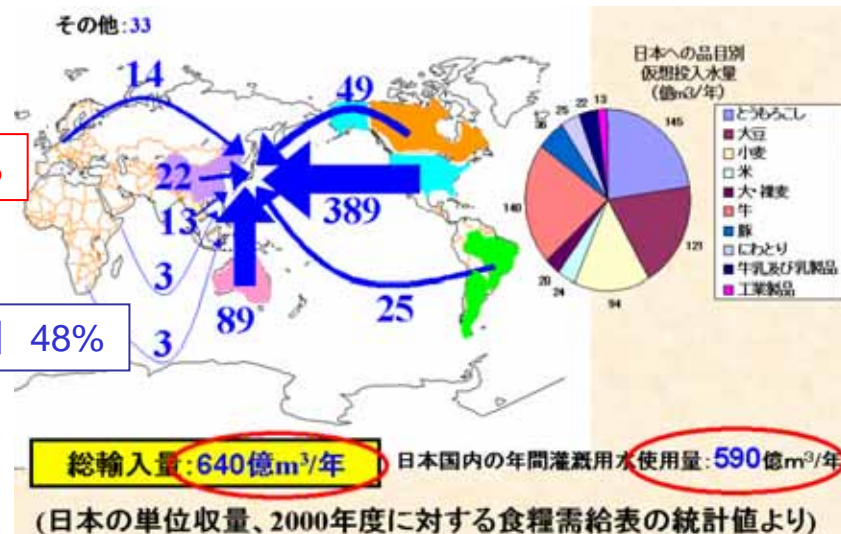 その他:33
14
49
22
13
389
3
89
25
3
48%
日本への品目別
仮想投入水量
(億m3/年)
13
22
25
36
145
140
121
20
24
94
とうもろこし
大豆
小麦
米
大・裸麦
牛
豚
にわとり
牛乳及び乳製品
工業製品
総輸入量:640億m³/年
日本国内の年間灌漑用水使用量:590億m³/年
(日本の単位収量、2000年度に対する食糧需給表の統計値より)